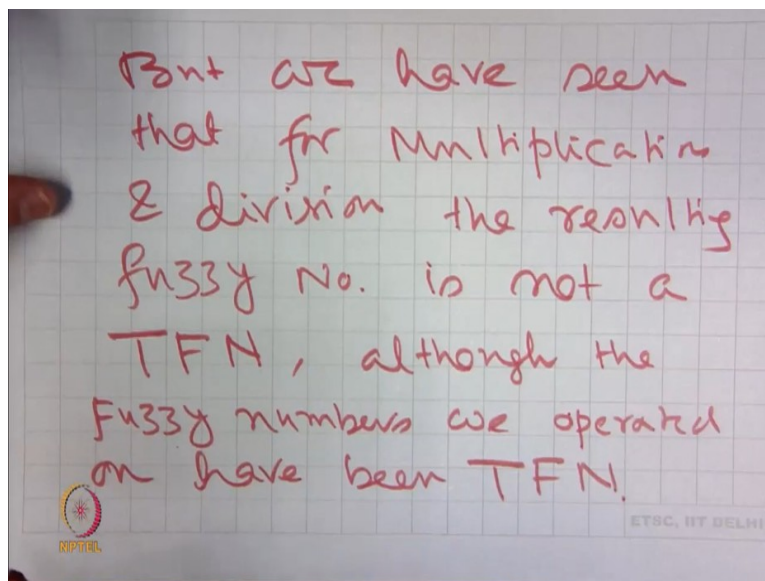 But we have seen
that for Multiplication
& division the resulting
fuzzy No. is not a
TFN, although the
Fuzzy numbers we operated
on have been TFN.
ETSC, IIT DELHI
NPTEL